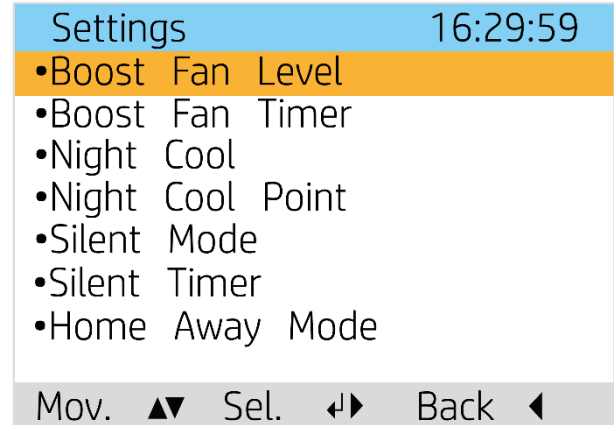 Settings 16:29:59
•Boost Fan Level
•Boost Fan Timer
•Night Cool
•Night Cool Point
•Silent Mode
•Silent Timer
•Home Away Mode
Mov. ▲▼ Sel. ↲▶ Back ◀